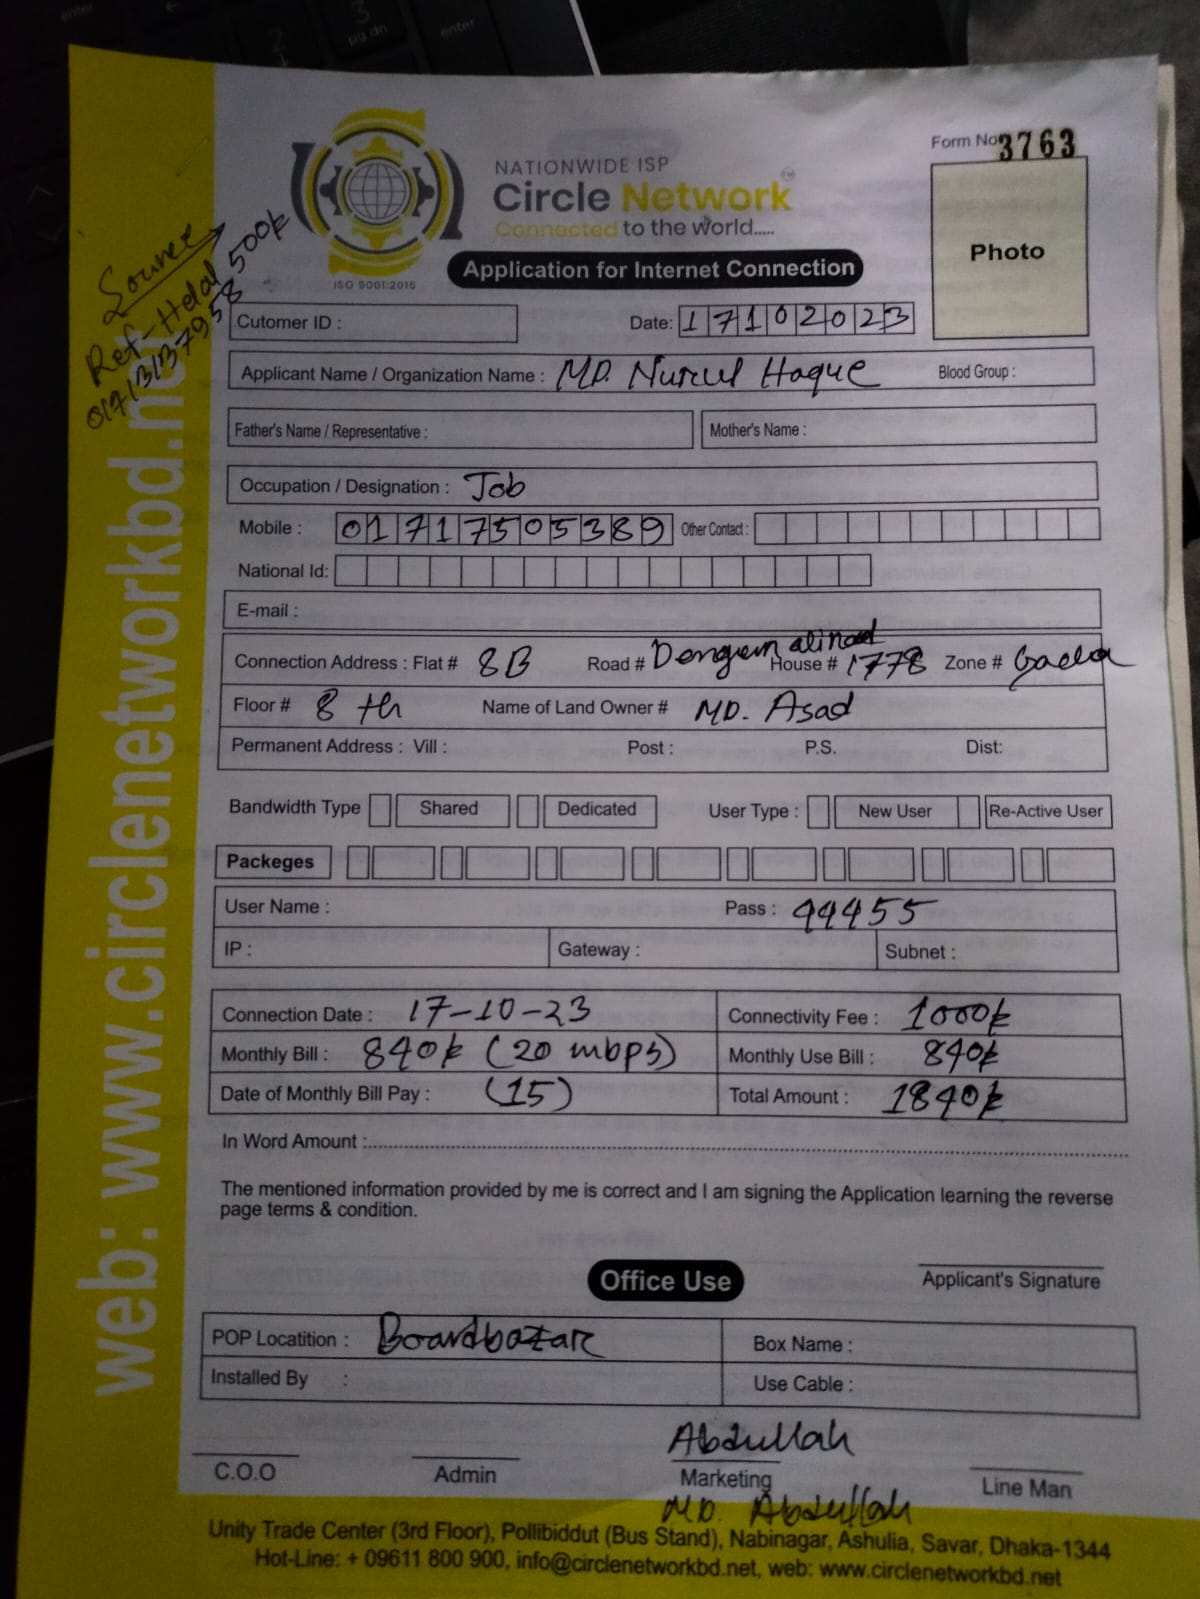 NATIONWIDE ISP
Circle Network
Connected to the world.....
ISO 9001:2015
Form No 3763
Photo
Application for Internet Connection
Source
Ref-Helal 500k
Cutomer ID :
Date: 17102023
Applicant Name / Organization Name : MD. Nurul Haque
Blood Group :
Father's Name / Representative :
Mother's Name :
Occupation / Designation : Job
Mobile : 01717505389 Other Contact :
National Id:
E-mail :
Connection Address : Flat # 8B Road # House # 1778 Zone #
Floor # 8 th Name of Land Owner # MD. Asad
Permanent Address : Vill : Post : P.S. Dist:
Bandwidth Type Shared Dedicated User Type : New User Re-Active User
Packeges
User Name : Pass : 44455
IP : Gateway : Subnet :
Connection Date : 17-10-23 Connectivity Fee : 1000k
Monthly Bill : 840k (20 mbps) Monthly Use Bill : 840k
Date of Monthly Bill Pay : (15) Total Amount : 1840k
In Word Amount :
The mentioned information provided by me is correct and I am signing the Application learning the reverse
page terms & condition.
Applicant's Signature
Office Use
POP Locatition : Boardbazar Box Name :
Installed By : Use Cable :
Abdullah
C.O.O Admin Marketing Line Man
MD. Abdullah
Unity Trade Center (3rd Floor), Pollibiddut (Bus Stand), Nabinagar, Ashulia, Savar, Dhaka-1344
Hot-Line: + 09611 800 900, info@circlenetworkbd.net, web: www.circlenetworkbd.net
web: www.circlenetworkbd.net